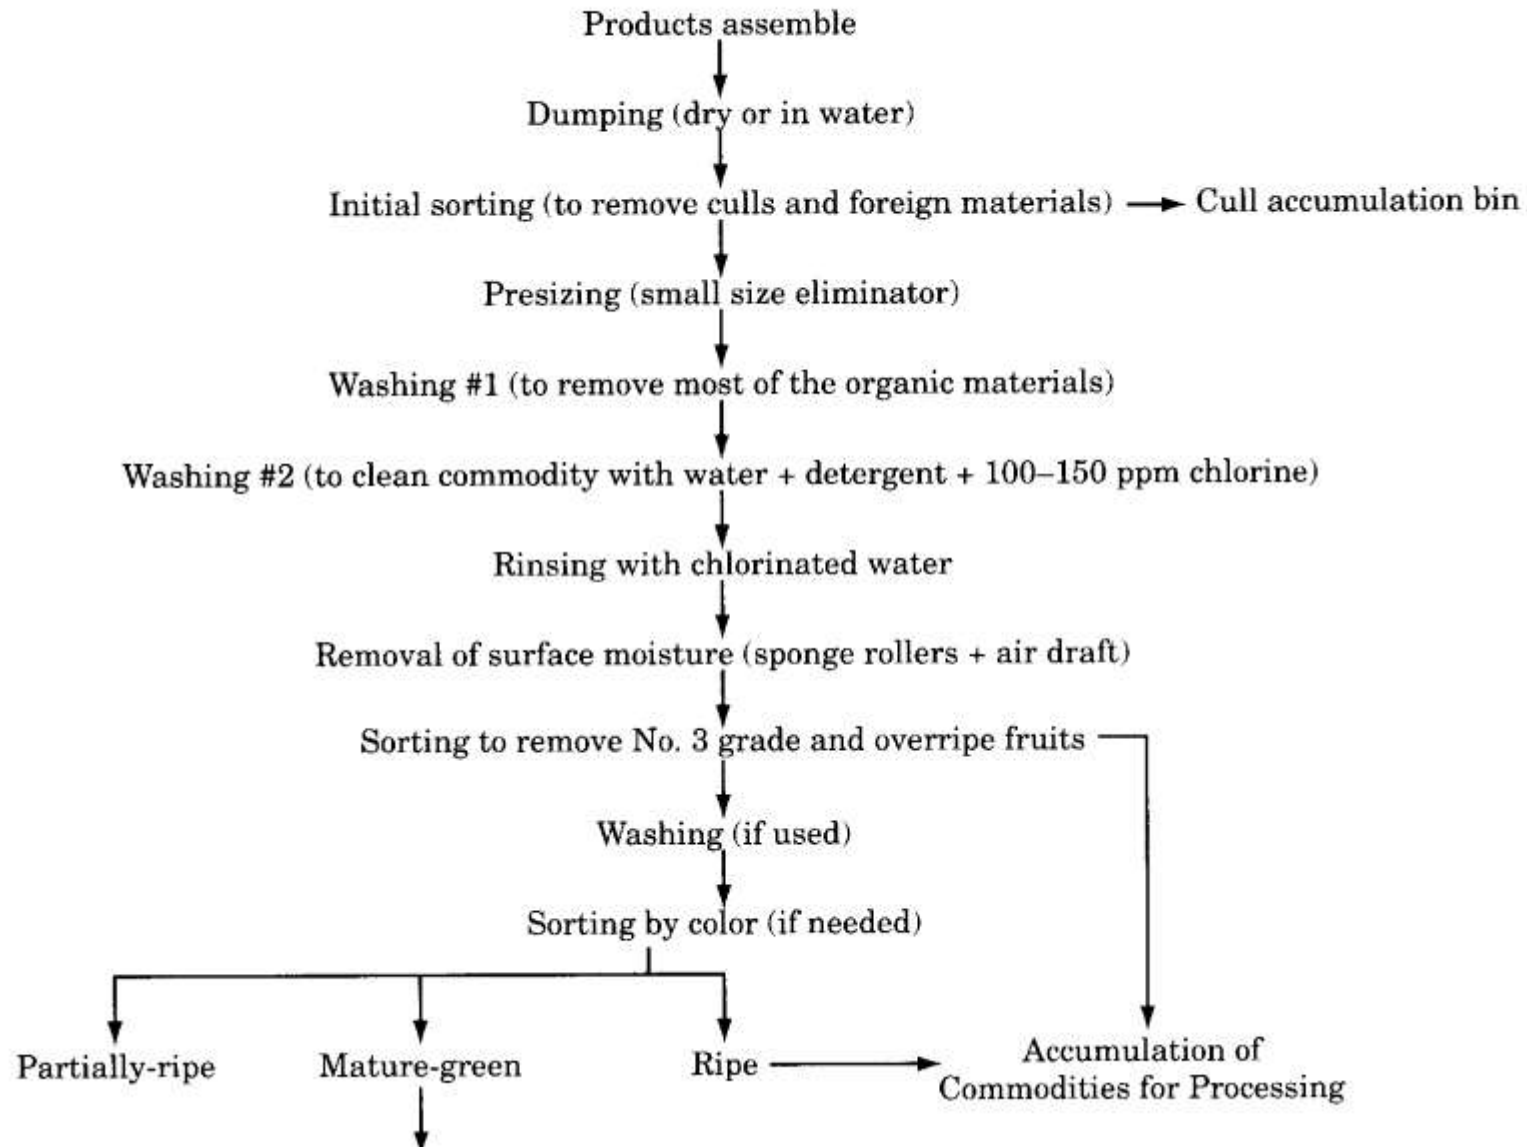 Products assemble
Dumping (dry or in water)
Initial sorting (to remove culls and foreign materials)
Cull accumulation bin
Presizing (small size eliminator)
Washing #1 (to remove most of the organic materials)
Washing #2 (to clean commodity with water + detergent + 100–150 ppm chlorine)
Rinsing with chlorinated water
Removal of surface moisture (sponge rollers + air draft)
Sorting to remove No. 3 grade and overripe fruits
Washing (if used)
Sorting by color (if needed)
Partially-ripe
Mature-green
Ripe
Accumulation of
Commodities for Processing